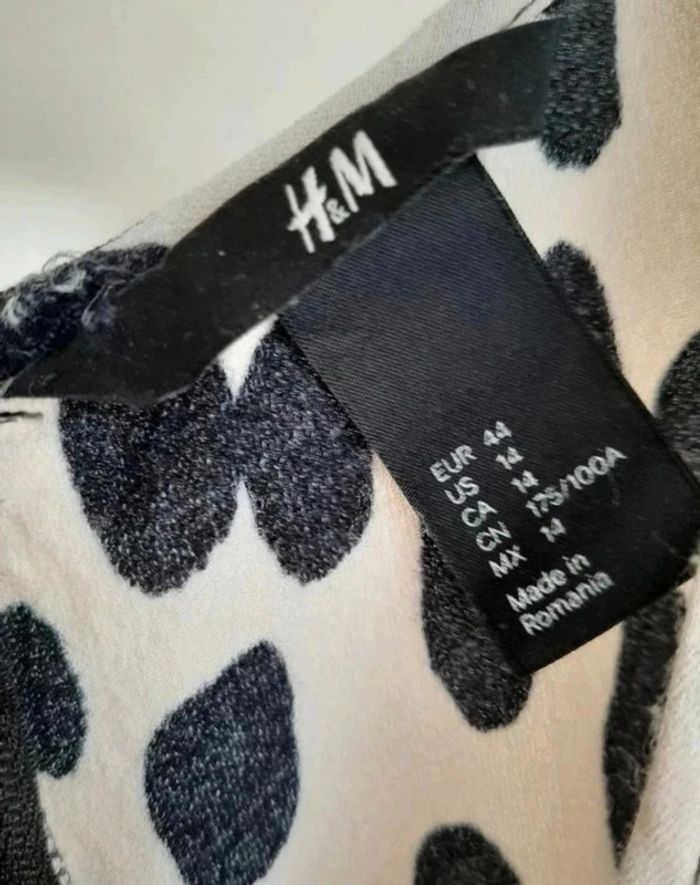 H&M
EUR 44
US 14
CA 14
CN 175/100A
MX 14
Made in
Romania